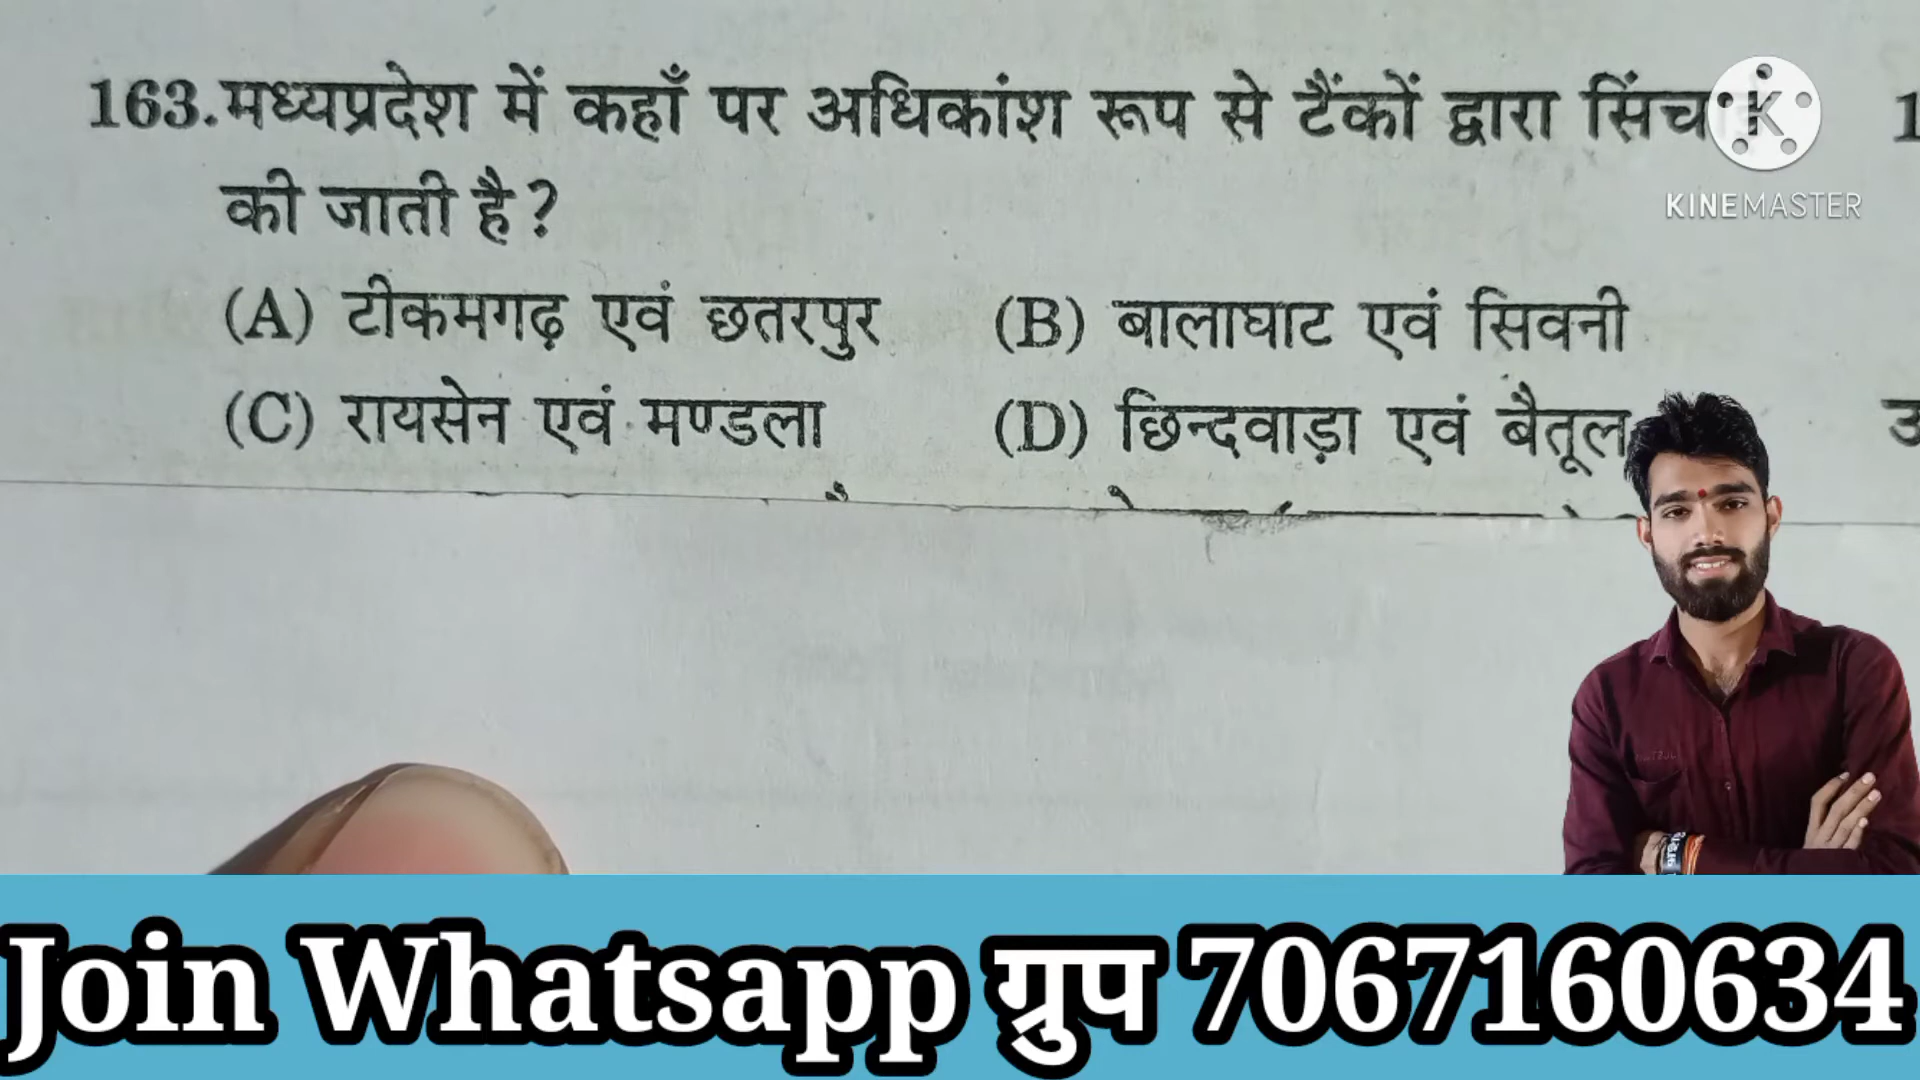 163.मध्यप्रदेश में कहाँ पर अधिकांश रूप से टैंकों द्वारा
की जाती है?
(A) टीकमगढ़ एवं छतरपुर (B) बालाघाट एवं सिवनी
(C) रायसेन एवं मण्डला (D) छिन्दवाड़ा एवं बैतूल
K
KINEMASTER
Join Whatsapp ग्रुप 7067160634